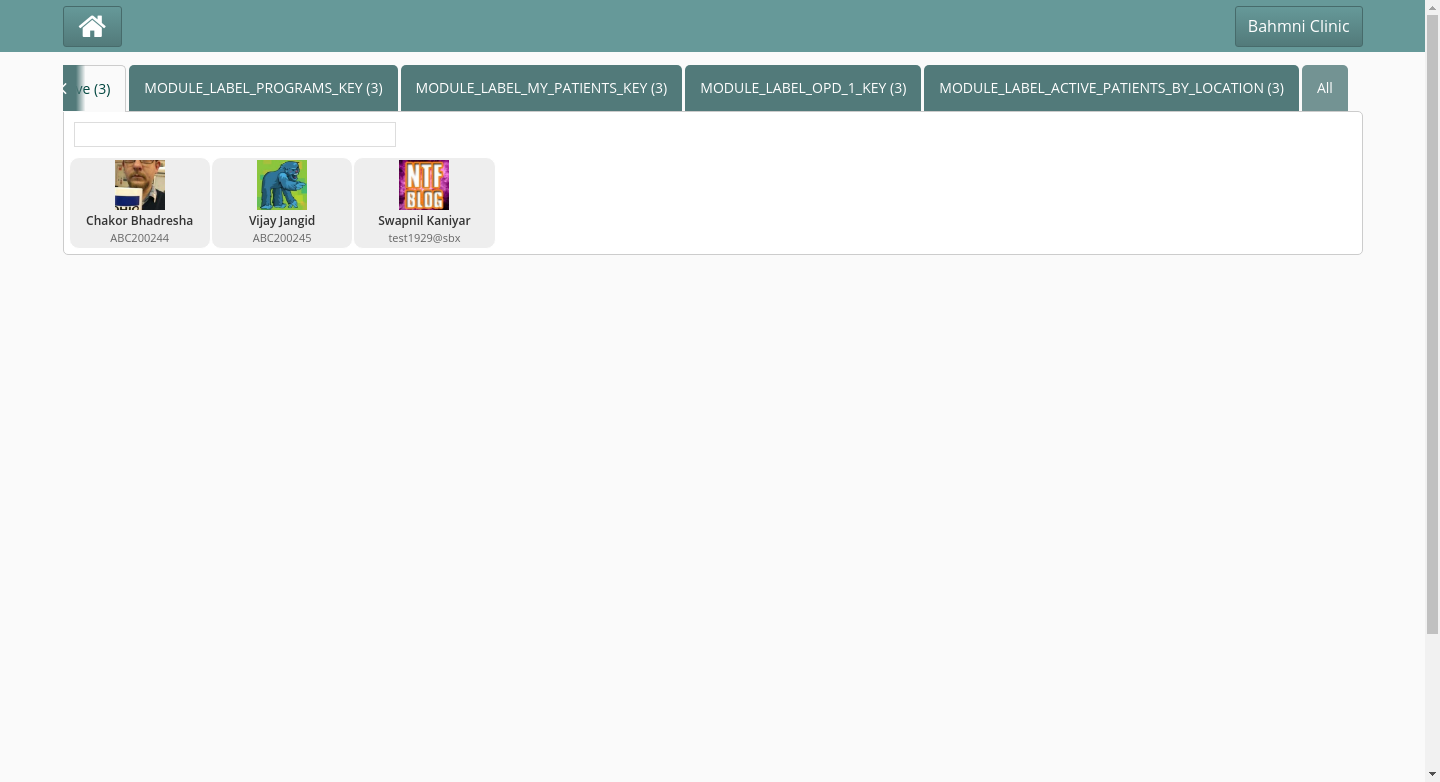 Bahmni Clinic
ve (3)
MODULE_LABEL_PROGRAMS_KEY (3)
MODULE_LABEL_MY_PATIENTS_KEY (3)
MODULE_LABEL_OPD_1_KEY (3)
MODULE_LABEL_ACTIVE_PATIENTS_BY_LOCATION (3)
All
NTF
BLOG
Chakor Bhadresha
Vijay Jangid
Swapnil Kaniyar
ABC200244
ABC200245
test1929@sbx